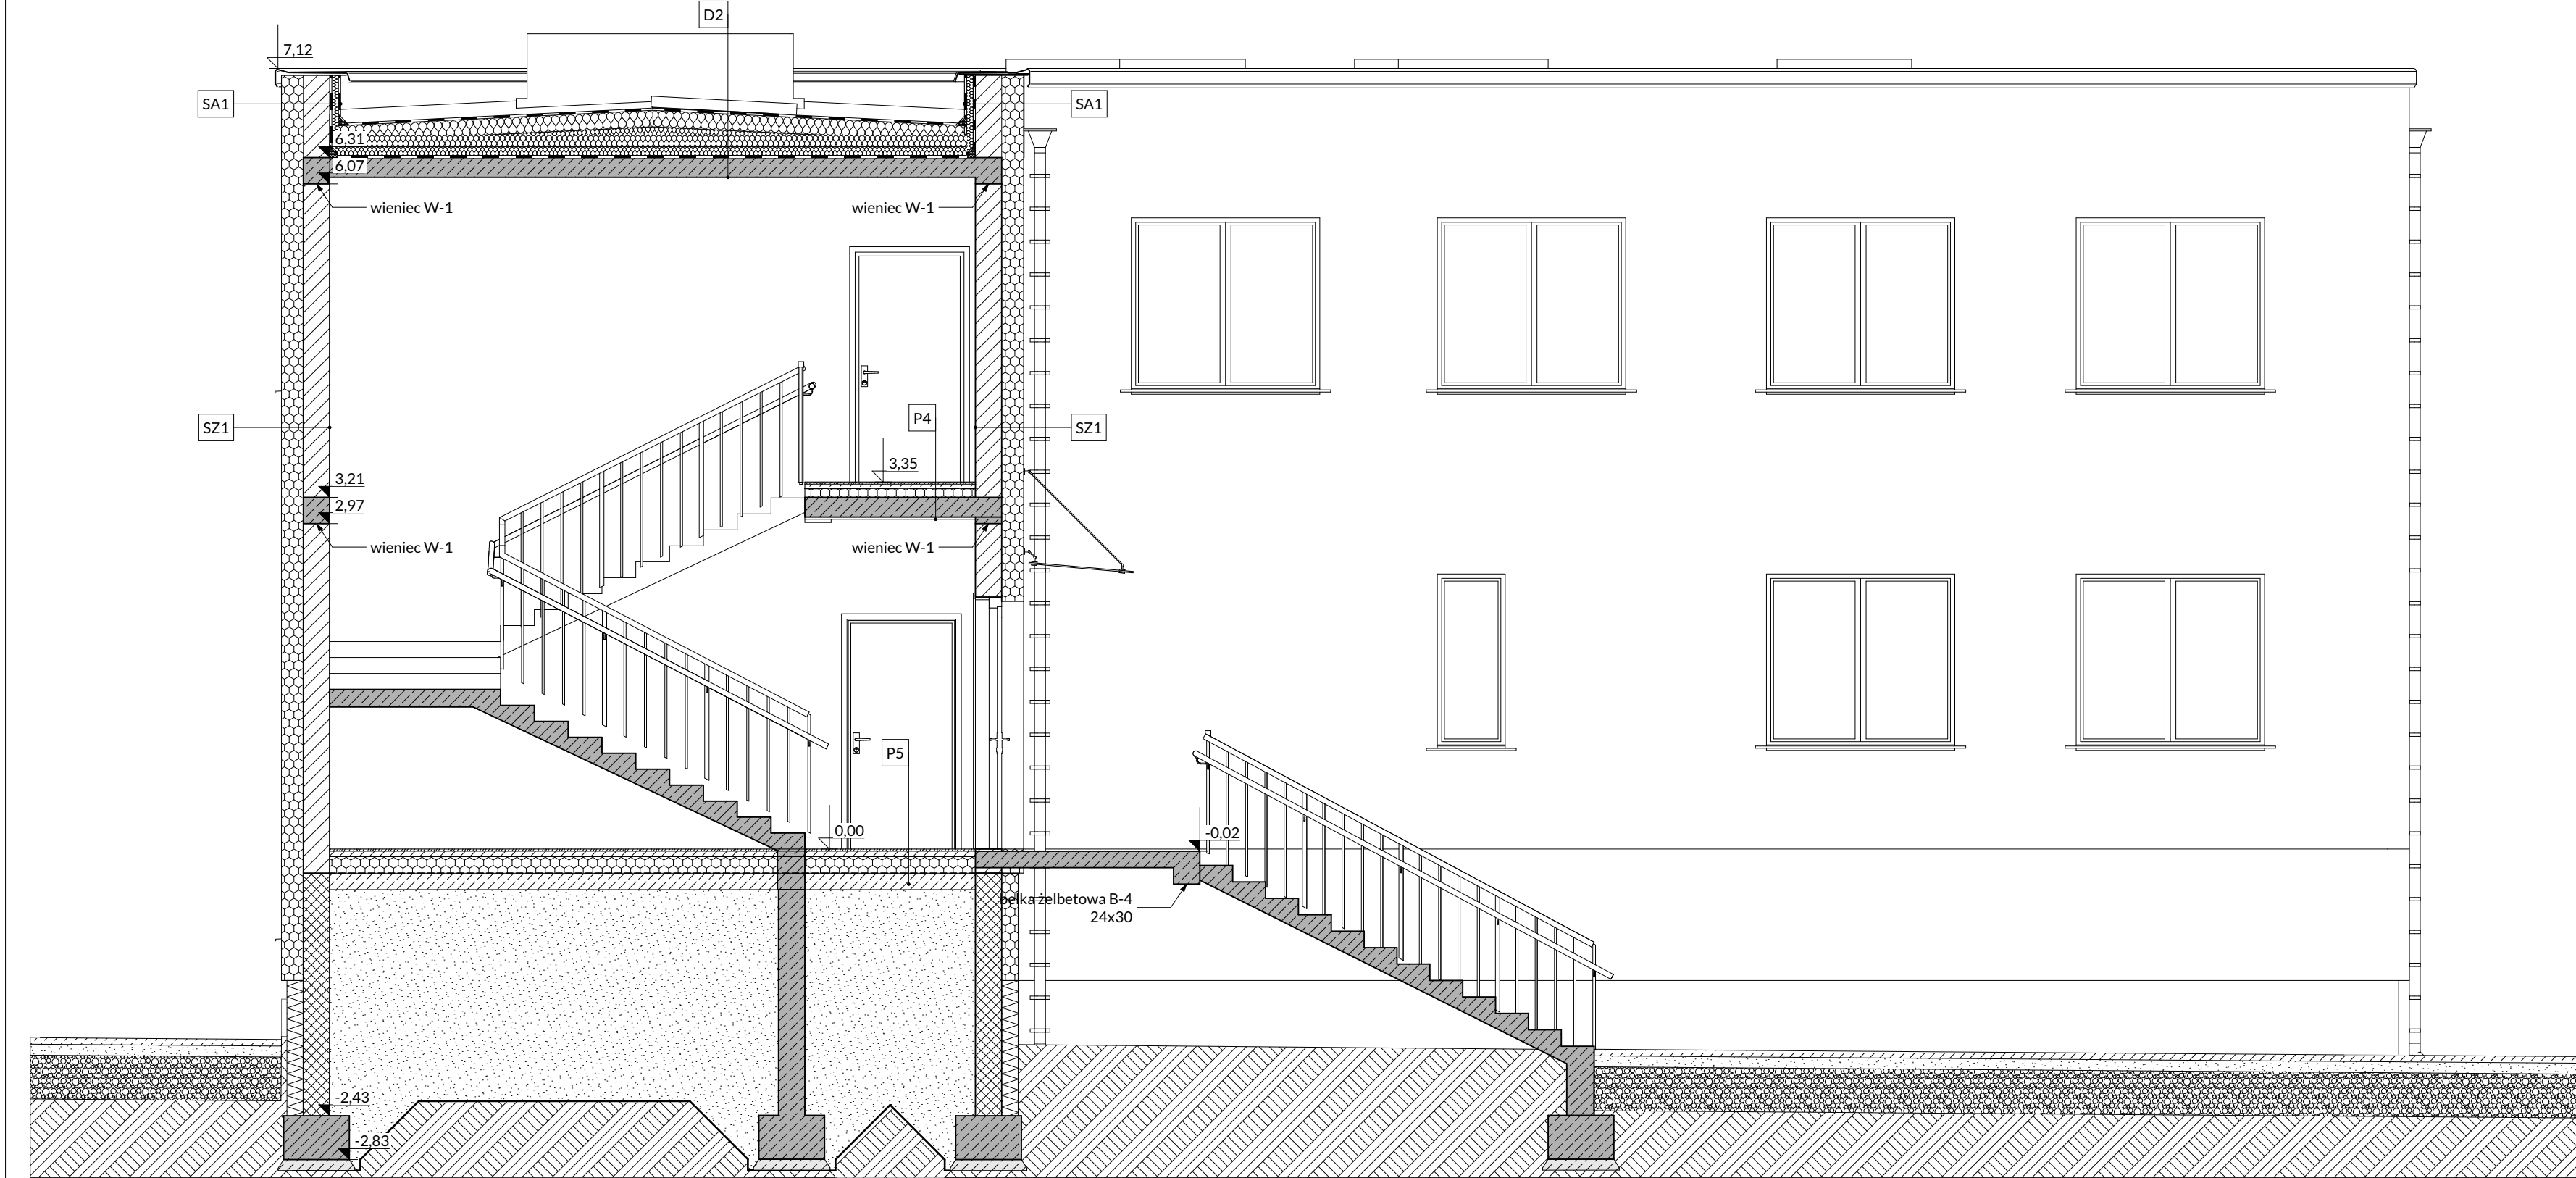 D2
7,12
SA1
SA1
6,31
6,07
wieniec W-1
wieniec W-1
P4
SZ1
SZ1
3,35
3,21
2,97
wieniec W-1
wieniec W-1
P5
0,00
-0,02
belka żelbetowa B-4
24x30
-2,43
-2,83